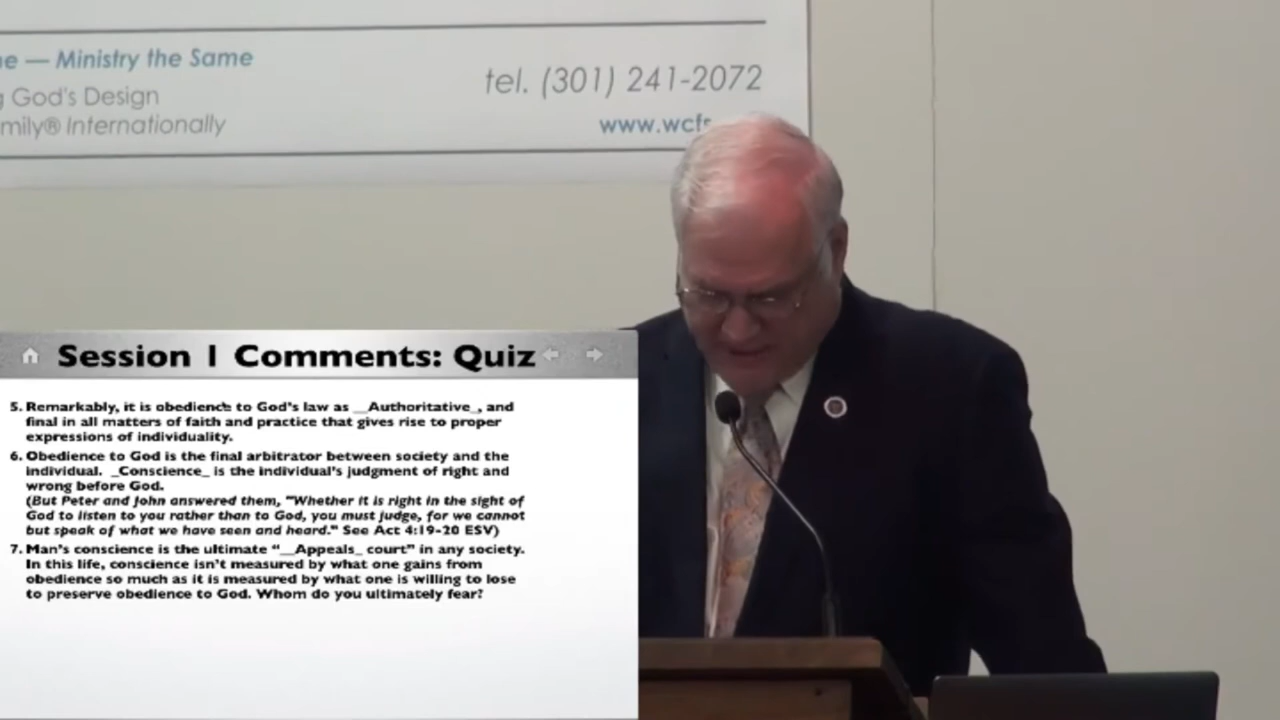 e — Ministry the Same
g God's Design
mily® Internationally
tel. (301) 241-2072
www.wcfs
Session 1 Comments: Quiz
5. Remarkably, it is obedience to God's law as __Authoritative_, and
final in all matters of faith and practice that gives rise to proper
expressions of individuality.
6. Obedience to God is the final arbitrator between society and the
individual. _Conscience_ is the individual's judgment of right and
wrong before God.
(But Peter and John answered them, "Whether it is right in the sight of
God to listen to you rather than to God, you must judge, for we cannot
but speak of what we have seen and heard." See Act 4:19-20 ESV)
7. Man's conscience is the ultimate "__Appeals_ court" in any society.
In this life, conscience isn't measured by what one gains from
obedience so much as it is measured by what one is willing to lose
to preserve obedience to God. Whom do you ultimately fear?